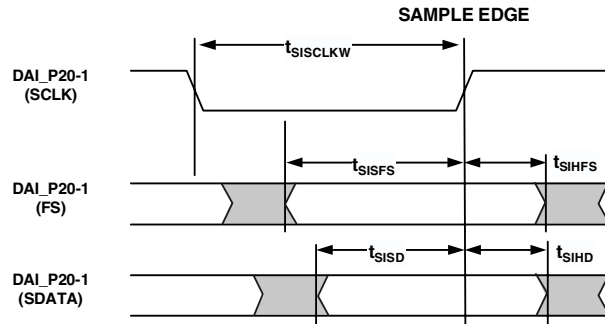 SAMPLE EDGE
tSISCLKW
DAI_P20-1
(SCLK)
tSISFS
tSIHFS
DAI_P20-1
(FS)
tSISD
tSIHD
DAI_P20-1
(SDATA)